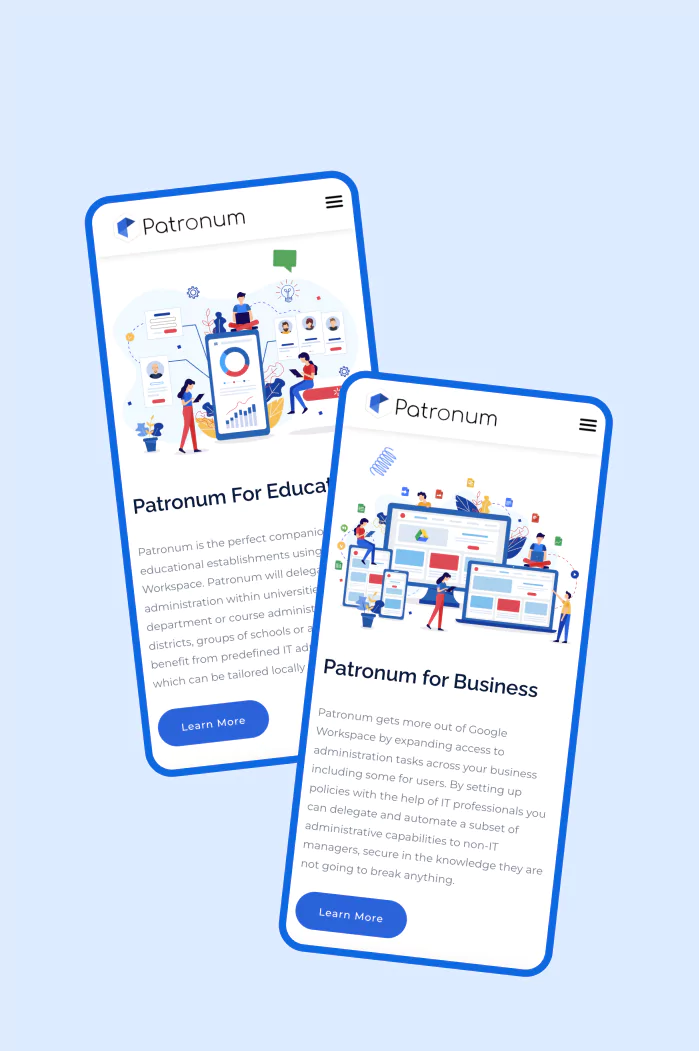 Patronum
Patronum For Educat
Patronum is the perfect companio
educational establishments using
Workspace. Patronum will delega
administration within universitie
department or course administ
districts, groups of schools or a
benefit from predefined IT ad
which can be tailored locally
Learn More
Patronum
Patronum for Business
Patronum gets more out of Google
Workspace by expanding access to
administration tasks across your business
including some for users. By setting up
policies with the help of IT professionals you
can delegate and automate a subset of
administrative capabilities to non-IT
managers, secure in the knowledge they are
not going to break anything.
Learn More